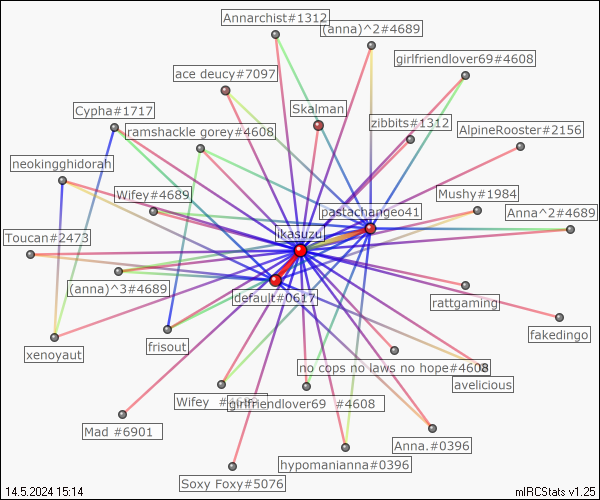 Annarchist#1312
(anna)^2#4689
girlfriendlover69#4608
ace deucy#7097
Skalman
Cypha#1717
zibbits#1312
ramshackle gorey#4608
AlpineRooster#2156
neokingghidorah
Wifey#4689
Mushy#1984
pastachangeo41
Anna^2#4689
ikasuzu
Toucan#2473
(anna)^3#4689
default#0617
rattgaming
fakedingo
frisout
xenoyaut
no cops no laws no hope#4608
avelicious
Wifey
girlfriendlover69 #4608
Mad #6901
Anna.#0396
hypomanianna#0396
Soxy Foxy#5076
14.5.2024 15:14
mIRCStats v1.25